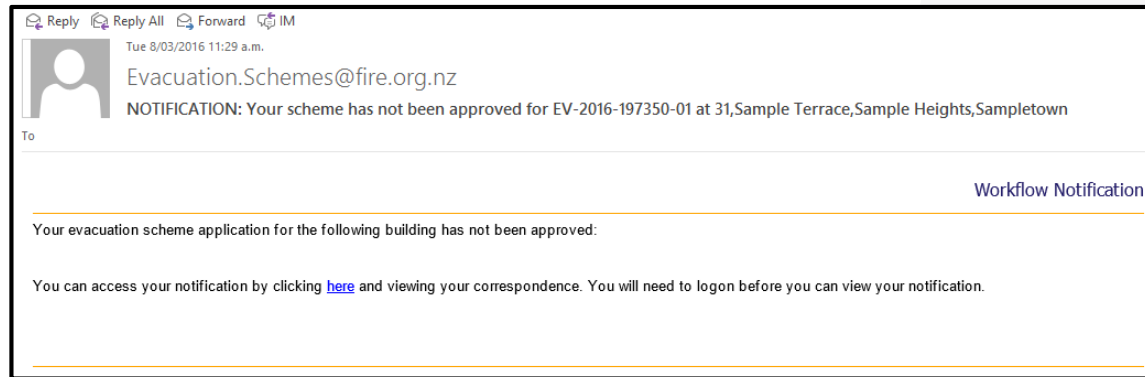 Reply Reply All Forward IM
Tue 8/03/2016 11:29 a.m.
Evacuation.Schemes@fire.org.nz
NOTIFICATION: Your scheme has not been approved for EV-2016-197350-01 at 31,Sample Terrace,Sample Heights,Sampletown
To
Workflow Notification
Your evacuation scheme application for the following building has not been approved:
You can access your notification by clicking here and viewing your correspondence. You will need to logon before you can view your notification.